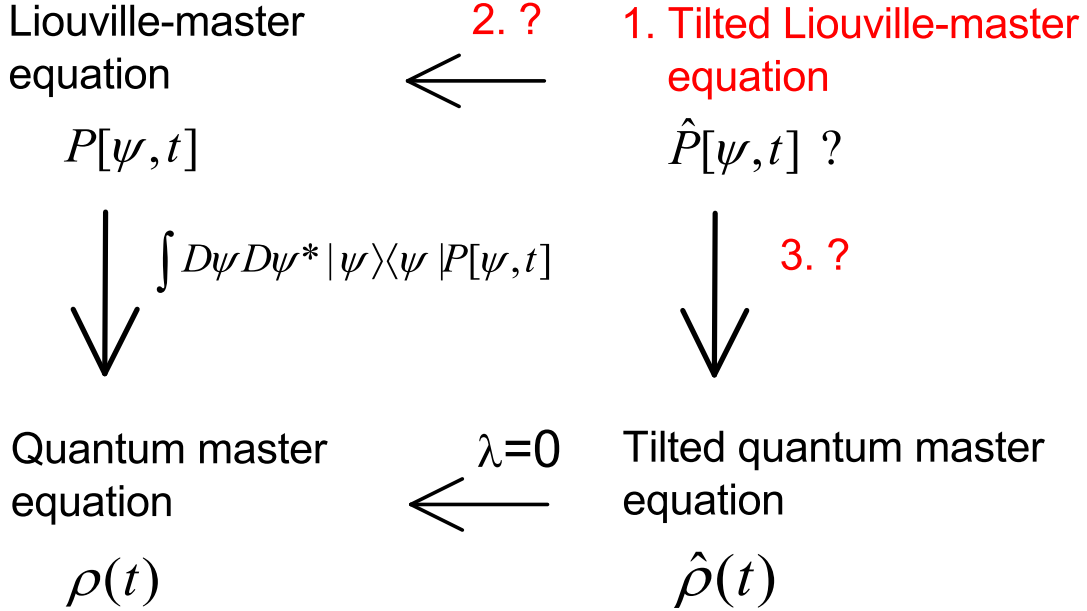 Liouville-master equation
2. ?
1. Tilted Liouville-master equation
P[ψ,t]
P̂[ψ,t] ?
∫DψDψ*|ψ⟩⟨ψ|P[ψ,t]
3. ?
Quantum master equation
λ=0
Tilted quantum master equation
ρ(t)
ρ̂(t)